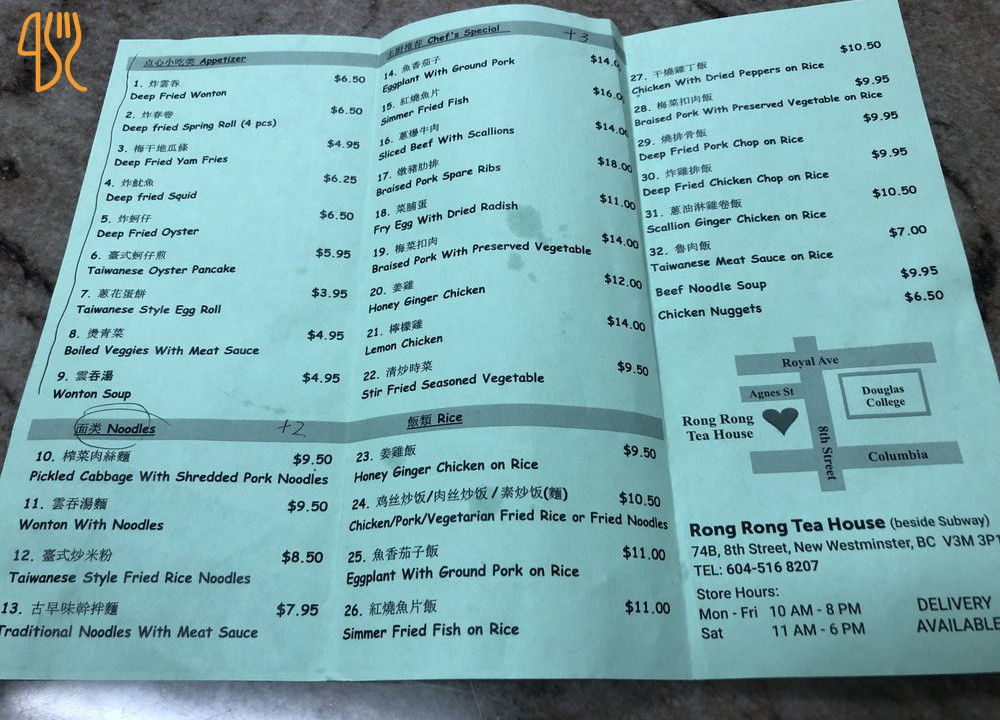 点心小吃类 Appetizer
1. 炸雲吞
Deep Fried Wonton $6.50
2. 炸春卷
Deep fried Spring Roll (4 pcs) $6.50
3. 梅干地瓜條
Deep Fried Yam Fries $4.95
4. 炸魷魚
Deep fried Squid $6.25
5. 炸蚵仔
Deep Fried Oyster $6.50
6. 臺式蚵仔煎
Taiwanese Oyster Pancake $5.95
7. 蔥花蛋餅
Taiwanese Style Egg Roll $3.95
8. 燙青菜
Boiled Veggies With Meat Sauce $4.95
9. 雲吞湯
Wonton Soup $4.95
面类 Noodles +2
10. 榨菜肉絲麵 $9.50
Pickled Cabbage With Shredded Pork Noodles
11. 雲吞湯麵 $9.50
Wonton With Noodles
12. 臺式炒米粉 $8.50
Taiwanese Style Fried Rice Noodles
13. 古早味幹拌麵 $7.95
Traditional Noodles With Meat Sauce
主厨推荐 Chef's Special +3
14. 魚香茄子 $14.0
Eggplant With Ground Pork
15. 紅燒魚片 $16.0
Simmer Fried Fish
16. 蔥爆牛肉 $14.00
Sliced Beef With Scallions
17. 燉豬肋排 $18.00
Braised Pork Spare Ribs
18. 菜脯蛋 $11.00
Fry Egg With Dried Radish
19. 梅菜扣肉 $14.00
Braised Pork With Preserved Vegetable
20. 姜雞 $12.00
Honey Ginger Chicken
21. 檸檬雞 $14.00
Lemon Chicken
22. 清炒時菜 $9.50
Stir Fried Seasoned Vegetable
飯類 Rice
23. 姜雞飯 $9.50
Honey Ginger Chicken on Rice
24. 鸡丝炒饭/肉丝炒饭 / 素炒饭(麵) $10.50
Chicken/Pork/Vegetarian Fried Rice or Fried Noodles
25. 魚香茄子飯 $11.00
Eggplant With Ground Pork on Rice
26. 紅燒魚片飯 $11.00
Simmer Fried Fish on Rice
27. 干燒雞丁飯 $10.50
Chicken With Dried Peppers on Rice
28. 梅菜扣肉飯 $9.95
Braised Pork With Preserved Vegetable on Rice
29. 燒排骨飯 $9.95
Deep Fried Pork Chop on Rice
30. 炸雞排飯 $9.95
Deep Fried Chicken Chop on Rice
31. 蔥油淋雞卷飯 $10.50
Scallion Ginger Chicken on Rice
32. 魯肉飯 $7.00
Taiwanese Meat Sauce on Rice
Beef Noodle Soup $9.95
Chicken Nuggets $6.50
Royal Ave
Agnes St
Douglas
College
Rong Rong
Tea House
8th Street
Columbia
Rong Rong Tea House (beside Subway)
74B, 8th Street, New Westminster, BC V3M 3P1
TEL: 604-516 8207
Store Hours:
Mon - Fri 10 AM - 8 PM
Sat 11 AM - 6 PM
DELIVERY
AVAILABLE